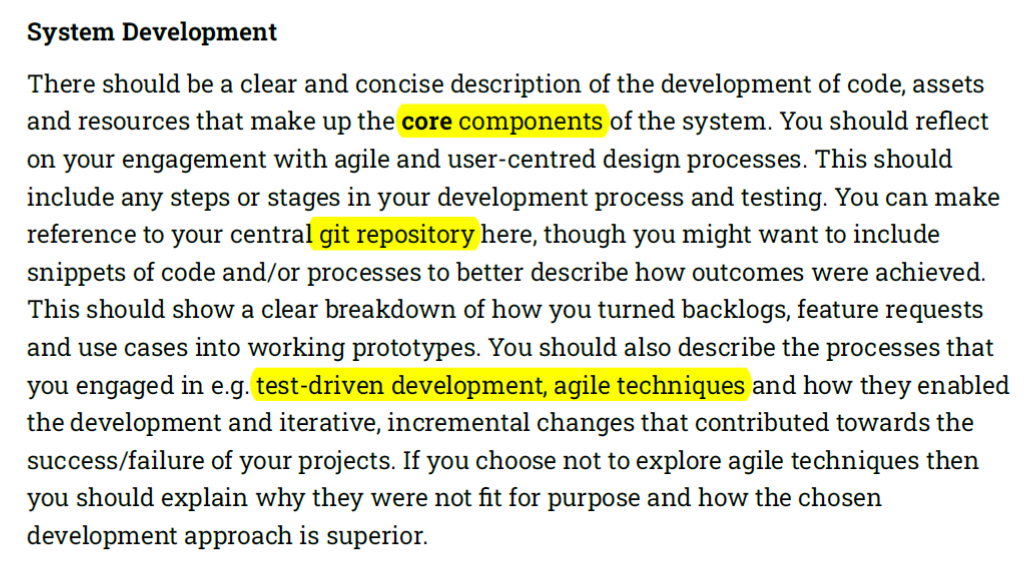 System Development
There should be a clear and concise description of the development of code, assets
and resources that make up the core components of the system. You should reflect
on your engagement with agile and user-centred design processes. This should
include any steps or stages in your development process and testing. You can make
reference to your central git repository here, though you might want to include
snippets of code and/or processes to better describe how outcomes were achieved.
This should show a clear breakdown of how you turned backlogs, feature requests
and use cases into working prototypes. You should also describe the processes that
you engaged in e.g. test-driven development, agile techniques and how they enabled
the development and iterative, incremental changes that contributed towards the
success/failure of your projects. If you choose not to explore agile techniques then
you should explain why they were not fit for purpose and how the chosen
development approach is superior.